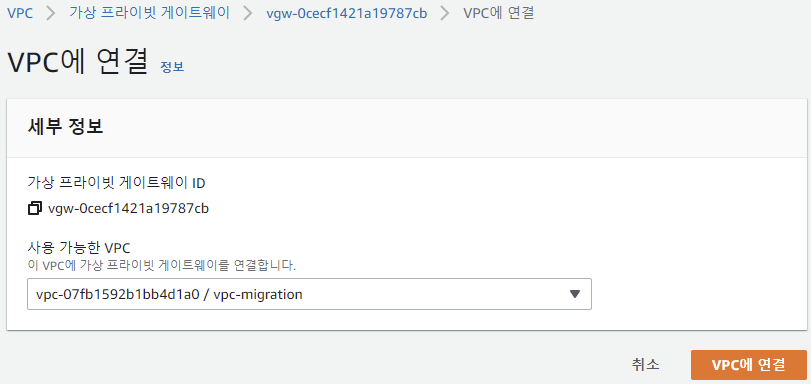 VPC > 가상 프라이빗 게이트웨이 > vgw-0cecf1421a19787cb > VPC에 연결
VPC에 연결 정보
세부 정보
가상 프라이빗 게이트웨이 ID
vgw-0cecf1421a19787cb
사용 가능한 VPC
이 VPC에 가상 프라이빗 게이트웨이를 연결합니다.
vpc-07fb1592b1bb4d1a0 / vpc-migration
취소 VPC에 연결